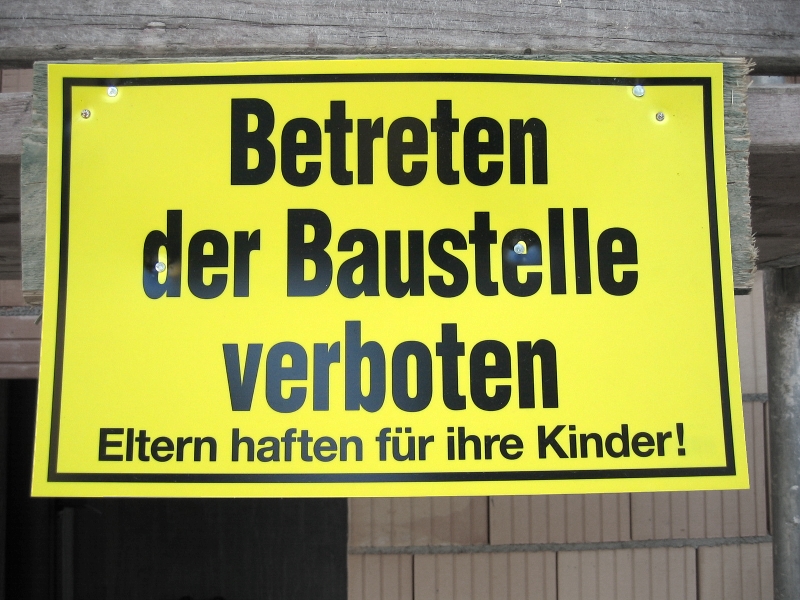 Betreten
der Baustelle
verboten
Eltern haften für ihre Kinder!